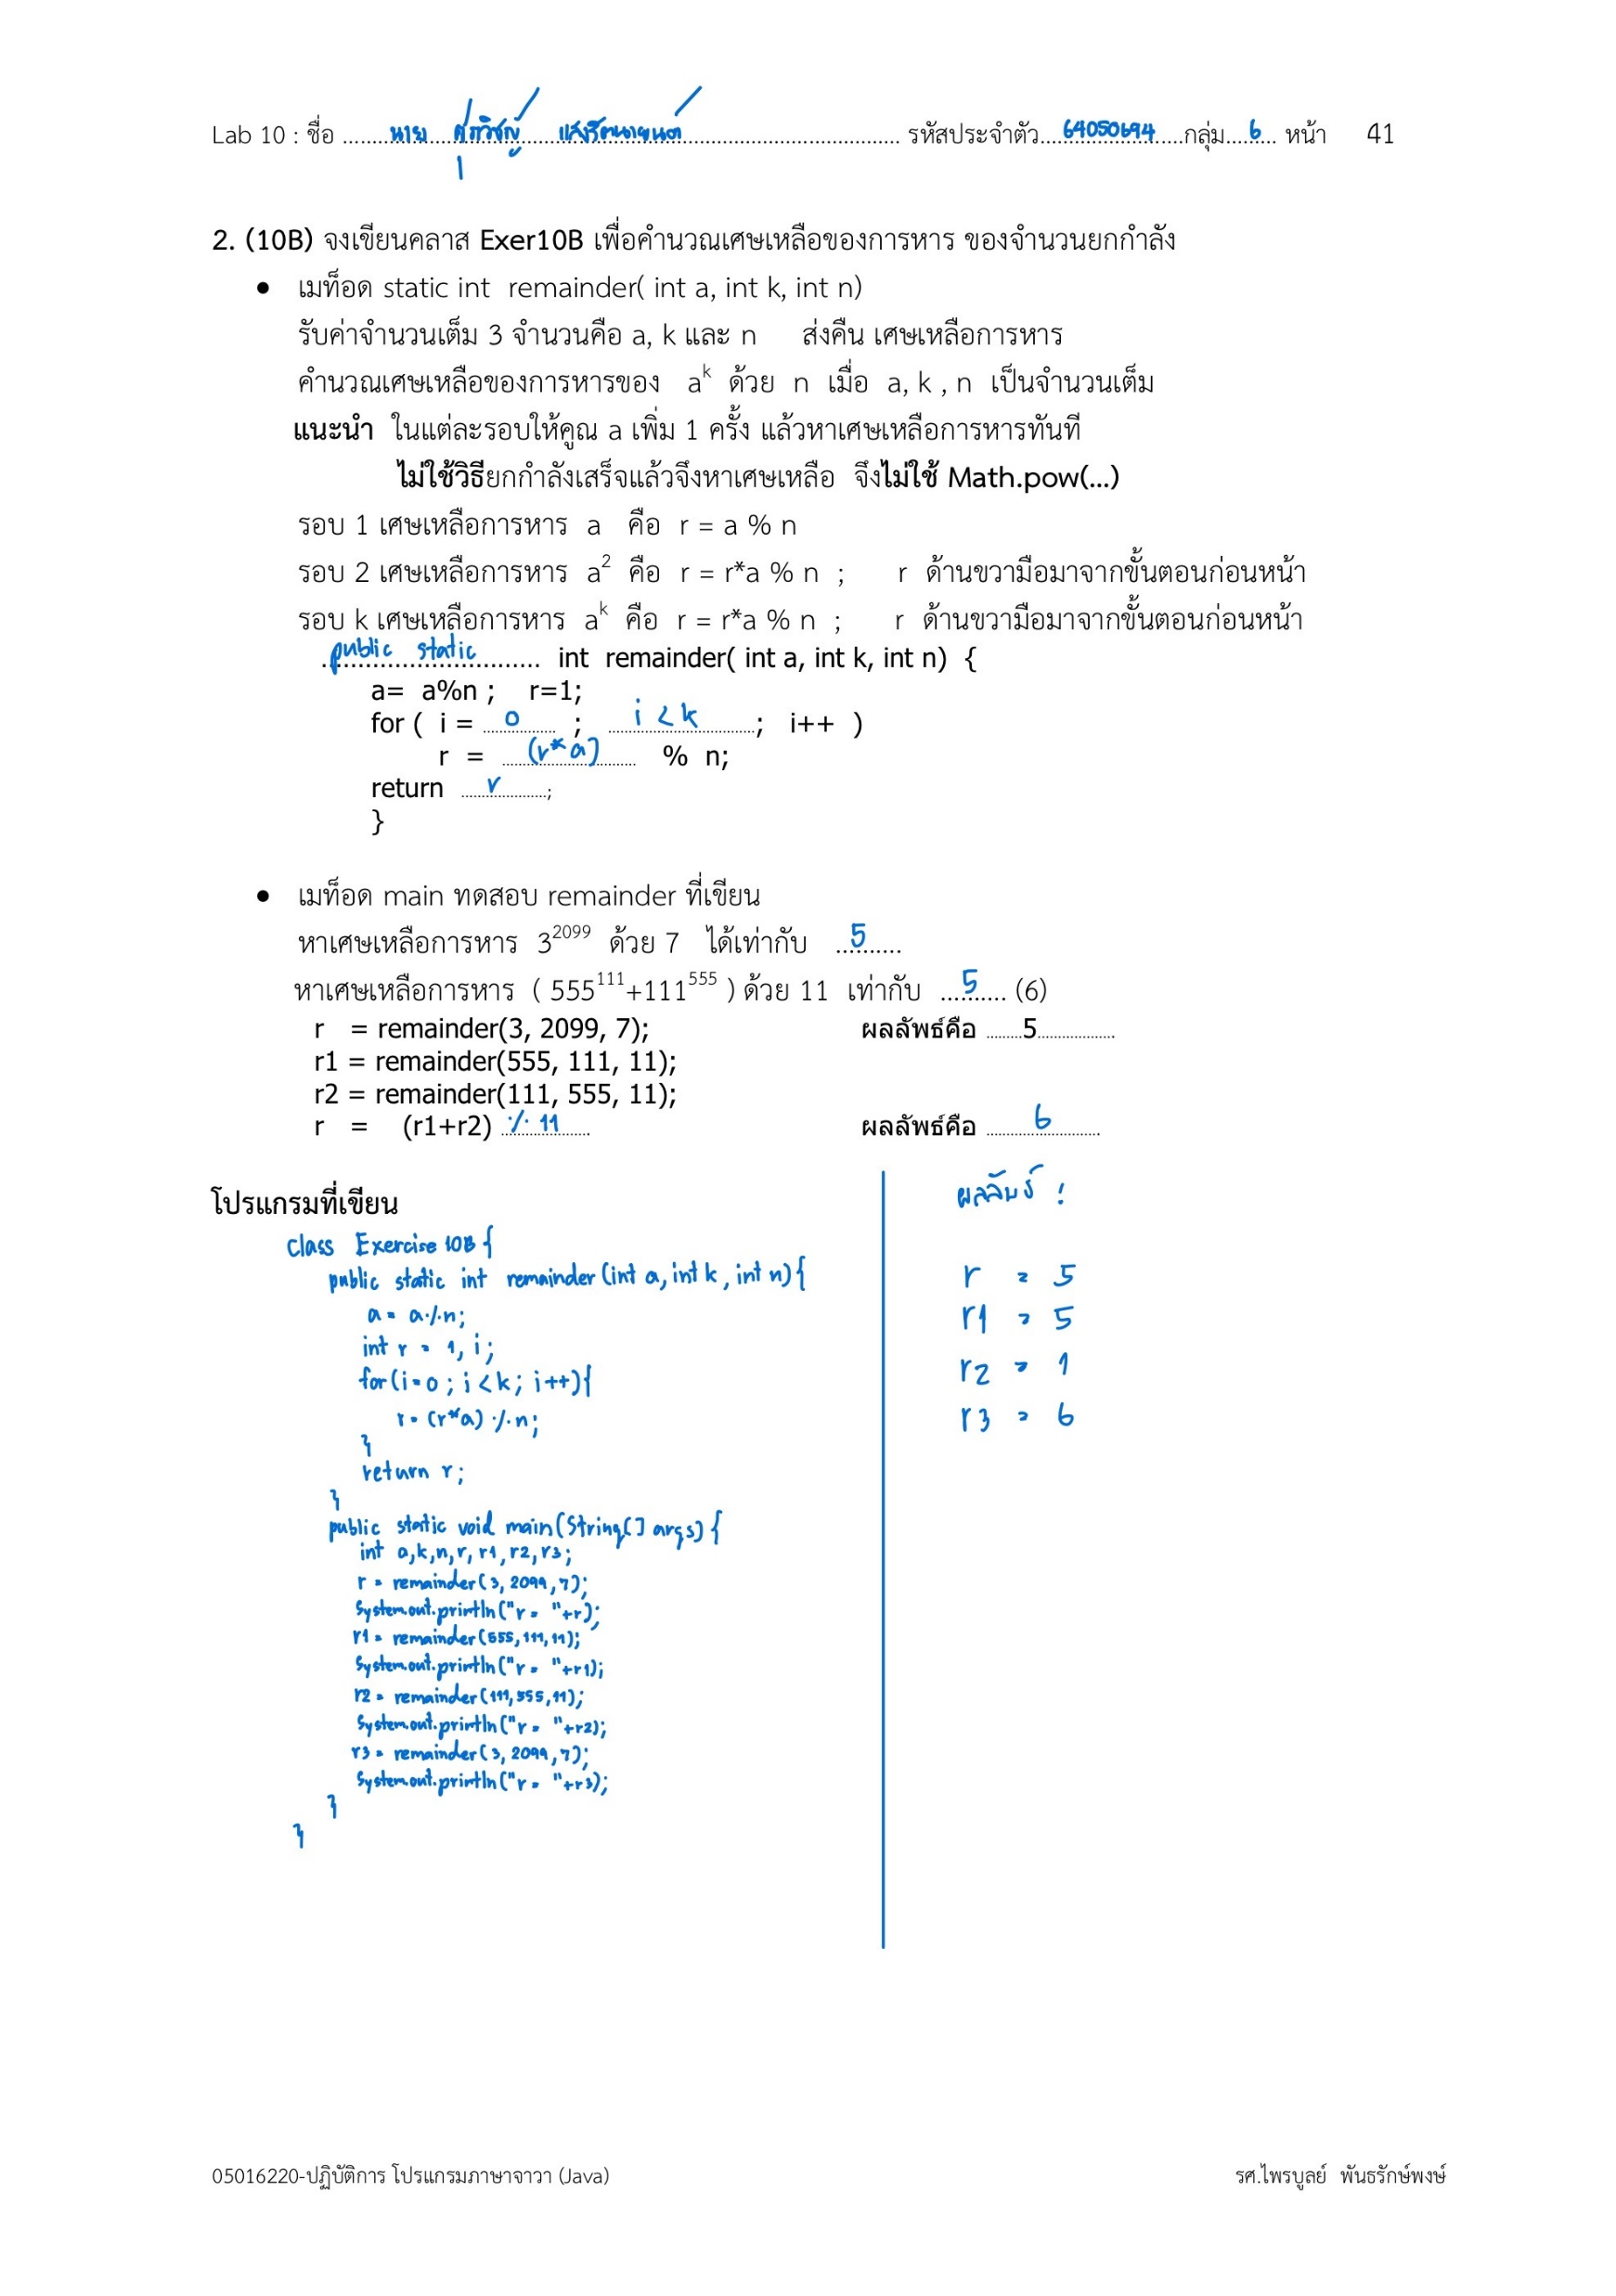 Lab 10 : ชื่อ นาย ศุภวิชญ์ แสงรัตนายนต์ รหัสประจำตัว 64050694 กลุ่ม 6 หน้า 41
2. (10B) จงเขียนคลาส Exer10B เพื่อคำนวณเศษเหลือของการหาร ของจำนวนยกกำลัง
• เมท็อด static int remainder( int a, int k, int n)
รับค่าจำนวนเต็ม 3 จำนวนคือ a, k และ n ส่งคืน เศษเหลือการหาร
คำนวณเศษเหลือของการหารของ a^k ด้วย n เมื่อ a, k , n เป็นจำนวนเต็ม
แนะนำ ในแต่ละรอบให้คูณ a เพิ่ม 1 ครั้ง แล้วหาเศษเหลือการหารทันที
ไม่ใช้วิธียกกำลังเสร็จแล้วจึงหาเศษเหลือ จึงไม่ใช้ Math.pow(...)
รอบ 1 เศษเหลือการหาร a คือ r = a % n
รอบ 2 เศษเหลือการหาร a² คือ r = r*a % n ; r ด้านขวามือมาจากขั้นตอนก่อนหน้า
รอบ k เศษเหลือการหาร a^k คือ r = r*a % n ; r ด้านขวามือมาจากขั้นตอนก่อนหน้า
public static int remainder( int a, int k, int n) {
a= a%n ; r=1;
for ( i = 0 ; i < k ; i++ )
r = (r*a) % n;
return r ;
}
• เมท็อด main ทดสอบ remainder ที่เขียน
หาเศษเหลือการหาร 3^2099 ด้วย 7 ได้เท่ากับ 5
หาเศษเหลือการหาร ( 555^111+111^555 ) ด้วย 11 เท่ากับ 5 (6)
r = remainder(3, 2099, 7); ผลลัพธ์คือ 5
r1 = remainder(555, 111, 11);
r2 = remainder(111, 555, 11);
r = (r1+r2) % 11 ผลลัพธ์คือ 6
โปรแกรมที่เขียน
class Exercise 10B {
public static int remainder (int a, int k, int n) {
a = a%n;
int r = 1, i;
for(i=0 ; i<k; i++){
r = (r*a) % n;
}
return r;
}
public static void main(String[] args) {
int a,k,n,r, r1, r2, r3;
r = remainder(3, 2099, 7);
System.out.println("r = "+r);
r1 = remainder(555, 111, 11);
System.out.println("r = "+r1);
r2 = remainder(111, 555, 11);
System.out.println("r = "+r2);
r3 = remainder(3, 2099, 7);
System.out.println("r = "+r3);
}
}
ผลลัพธ์ :
r = 5
r1 = 5
r2 = 1
r3 = 6
05016220-ปฏิบัติการ โปรแกรมภาษาจาวา (Java) รศ.ไพรบูลย์ พันธรักษ์พงษ์